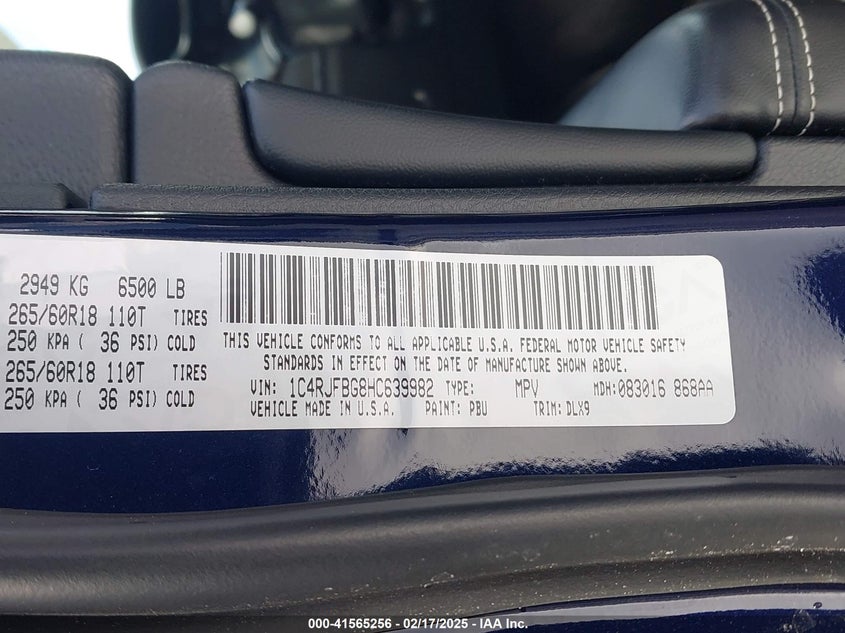 2949 KG 6500 LB
265/60R18 110T TIRES
250 KPA ( 36 PSI) COLD
265/60R18 110T TIRES
250 KPA ( 36 PSI) COLD
THIS VEHICLE CONFORMS TO ALL APPLICABLE U.S.A. FEDERAL MOTOR VEHICLE SAFETY
STANDARDS IN EFFECT ON THE DATE OF MANUFACTURE SHOWN ABOVE.
VIN: 1C4RJFBG8HC639982 TYPE: MPV MDH:083016 868AA
VEHICLE MADE IN U.S.A. PAINT: PBU TRIM: DLX9
000-41565256 - 02/17/2025 - IAAI.com